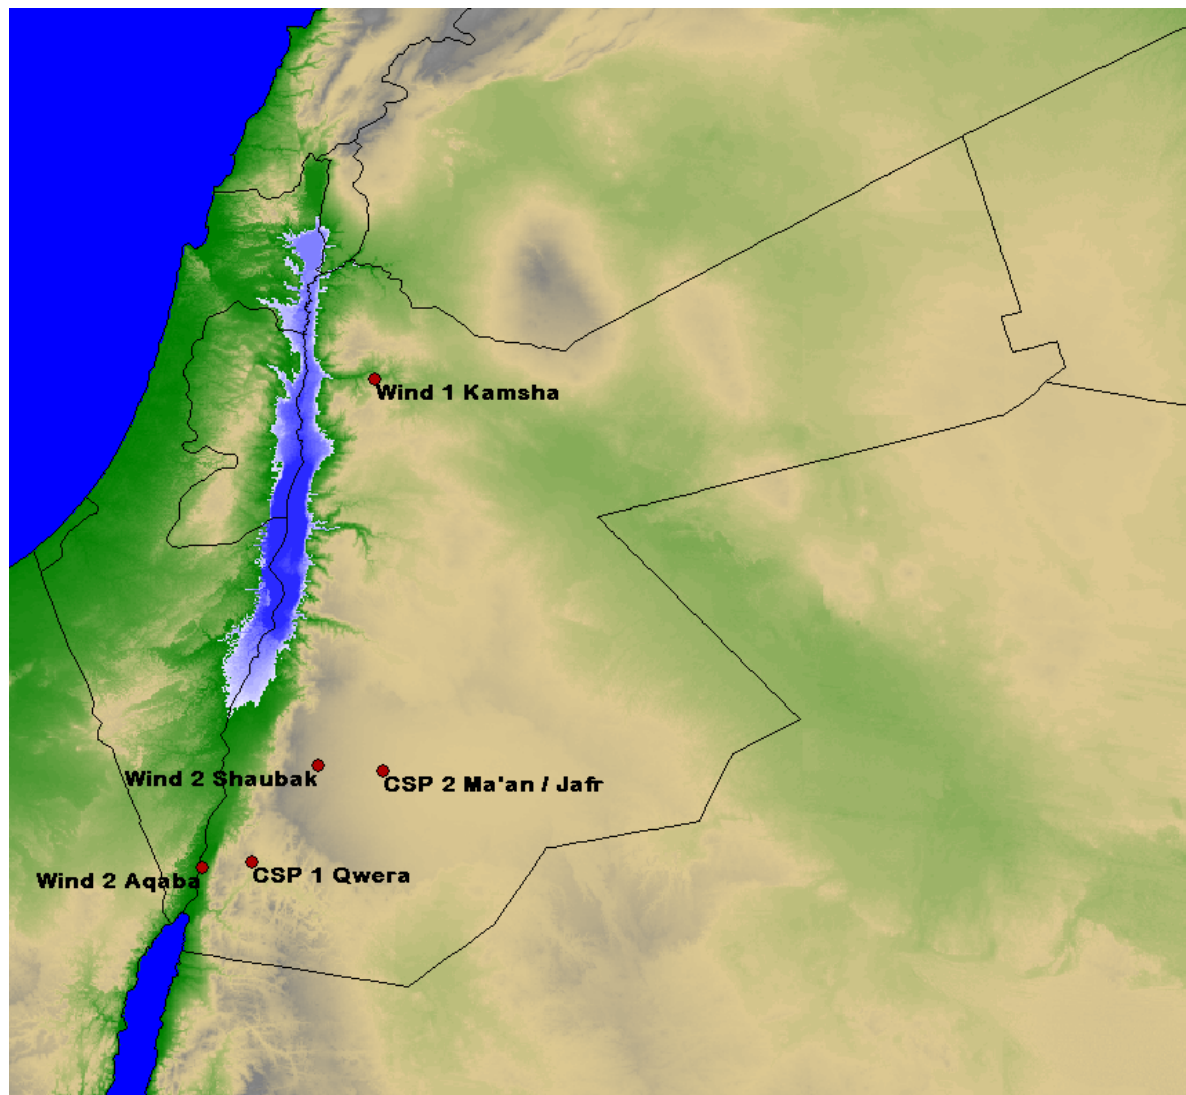 Wind 1 Kamsha
Wind 2 Shaubak
CSP 2 Ma'an / Jafr
Wind 2 Aqaba
CSP 1 Qwera